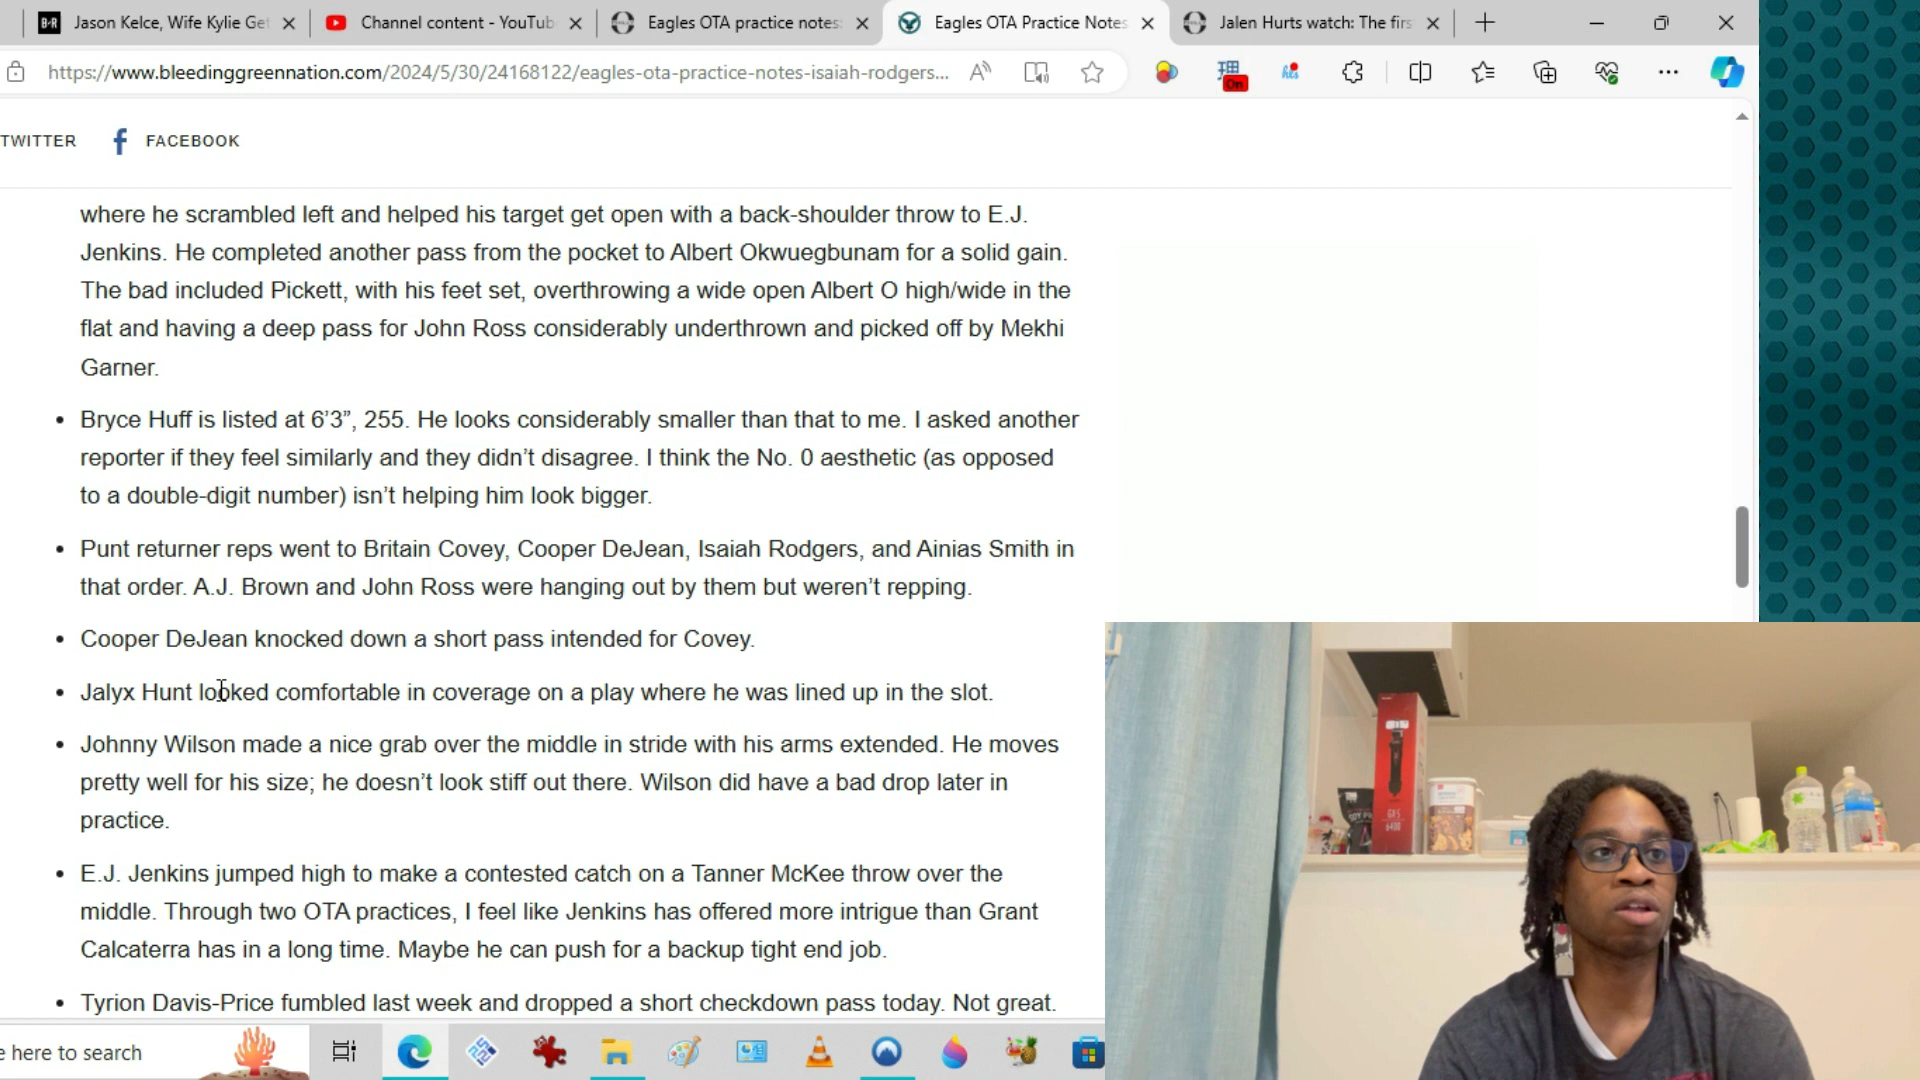 Jason Kelce, Wife Kylie Get
Channel content - YouTub
Eagles OTA practice notes:
Eagles OTA Practice Notes
Jalen Hurts watch: The firs
https://www.bleedinggreennation.com/2024/5/30/24168122/eagles-ota-practice-notes-isaiah-rodgers...
On
TWITTER
FACEBOOK
where he scrambled left and helped his target get open with a back-shoulder throw to E.J.
Jenkins. He completed another pass from the pocket to Albert Okwuegbunam for a solid gain.
The bad included Pickett, with his feet set, overthrowing a wide open Albert O high/wide in the
flat and having a deep pass for John Ross considerably underthrown and picked off by Mekhi
Garner.
• Bryce Huff is listed at 6’3”, 255. He looks considerably smaller than that to me. I asked another
reporter if they feel similarly and they didn’t disagree. I think the No. 0 aesthetic (as opposed
to a double-digit number) isn’t helping him look bigger.
• Punt returner reps went to Britain Covey, Cooper DeJean, Isaiah Rodgers, and Ainias Smith in
that order. A.J. Brown and John Ross were hanging out by them but weren’t repping.
• Cooper DeJean knocked down a short pass intended for Covey.
• Jalyx Hunt looked comfortable in coverage on a play where he was lined up in the slot.
• Johnny Wilson made a nice grab over the middle in stride with his arms extended. He moves
pretty well for his size; he doesn’t look stiff out there. Wilson did have a bad drop later in
practice.
• E.J. Jenkins jumped high to make a contested catch on a Tanner McKee throw over the
middle. Through two OTA practices, I feel like Jenkins has offered more intrigue than Grant
Calcaterra has in a long time. Maybe he can push for a backup tight end job.
• Tyrion Davis-Price fumbled last week and dropped a short checkdown pass today. Not great.
e here to search